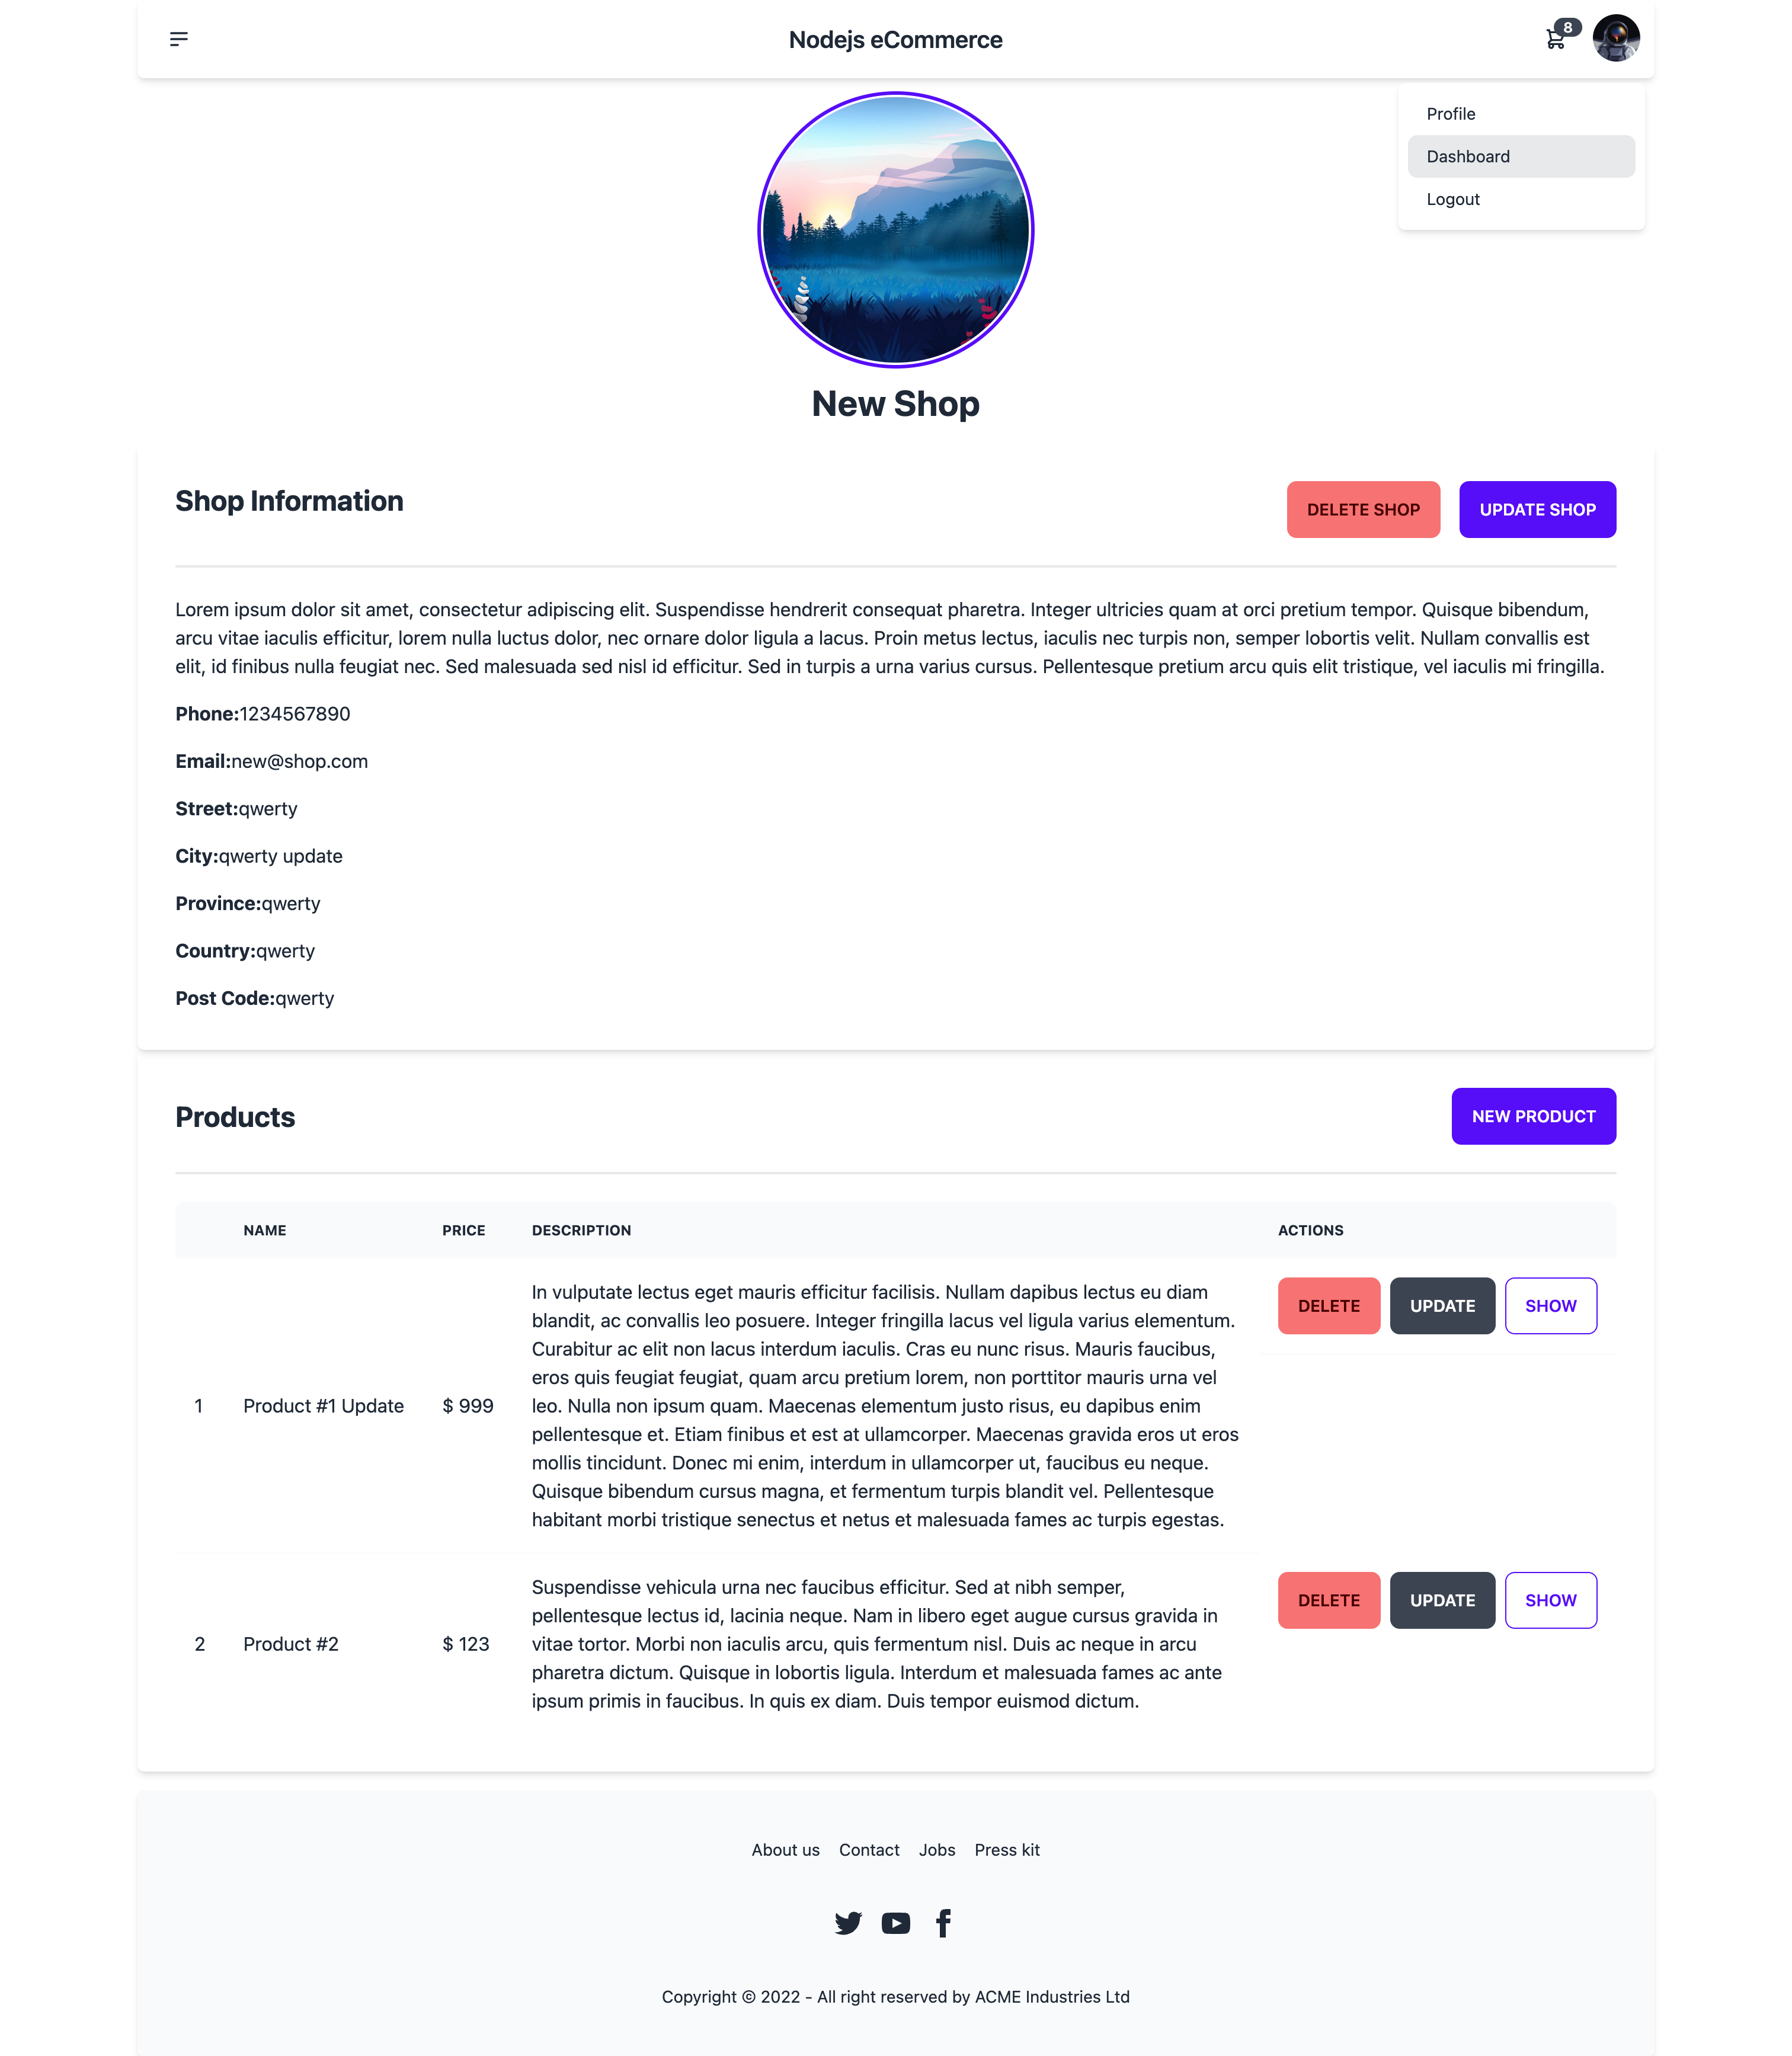 Nodejs eCommerce
8
Profile
Dashboard
Logout
New Shop
Shop Information
DELETE SHOP
UPDATE SHOP
Lorem ipsum dolor sit amet, consectetur adipiscing elit. Suspendisse hendrerit consequat pharetra. Integer ultricies quam at orci pretium tempor. Quisque bibendum,
arcu vitae iaculis efficitur, lorem nulla luctus dolor, nec ornare dolor ligula a lacus. Proin metus lectus, iaculis nec turpis non, semper lobortis velit. Nullam convallis est
elit, id finibus nulla feugiat nec. Sed malesuada sed nisl id efficitur. Sed in turpis a urna varius cursus. Pellentesque pretium arcu quis elit tristique, vel iaculis mi fringilla.
Phone:1234567890
Email:new@shop.com
Street:qwerty
City:qwerty update
Province:qwerty
Country:qwerty
Post Code:qwerty
Products
NEW PRODUCT
NAME PRICE DESCRIPTION ACTIONS
1 Product #1 Update $ 999
In vulputate lectus eget mauris efficitur facilisis. Nullam dapibus lectus eu diam
blandit, ac convallis leo posuere. Integer fringilla lacus vel ligula varius elementum.
Curabitur ac elit non lacus interdum iaculis. Cras eu nunc risus. Mauris faucibus,
eros quis feugiat feugiat, quam arcu pretium lorem, non porttitor mauris urna vel
leo. Nulla non ipsum quam. Maecenas elementum justo risus, eu dapibus enim
pellentesque et. Etiam finibus et est at ullamcorper. Maecenas gravida eros ut eros
mollis tincidunt. Donec mi enim, interdum in ullamcorper ut, faucibus eu neque.
Quisque bibendum cursus magna, et fermentum turpis blandit vel. Pellentesque
habitant morbi tristique senectus et netus et malesuada fames ac turpis egestas.
DELETE UPDATE SHOW
2 Product #2 $ 123
Suspendisse vehicula urna nec faucibus efficitur. Sed at nibh semper,
pellentesque lectus id, lacinia neque. Nam in libero eget augue cursus gravida in
vitae tortor. Morbi non iaculis arcu, quis fermentum nisl. Duis ac neque in arcu
pharetra dictum. Quisque in lobortis ligula. Interdum et malesuada fames ac ante
ipsum primis in faucibus. In quis ex diam. Duis tempor euismod dictum.
DELETE UPDATE SHOW
About us Contact Jobs Press kit
Copyright © 2022 - All right reserved by ACME Industries Ltd